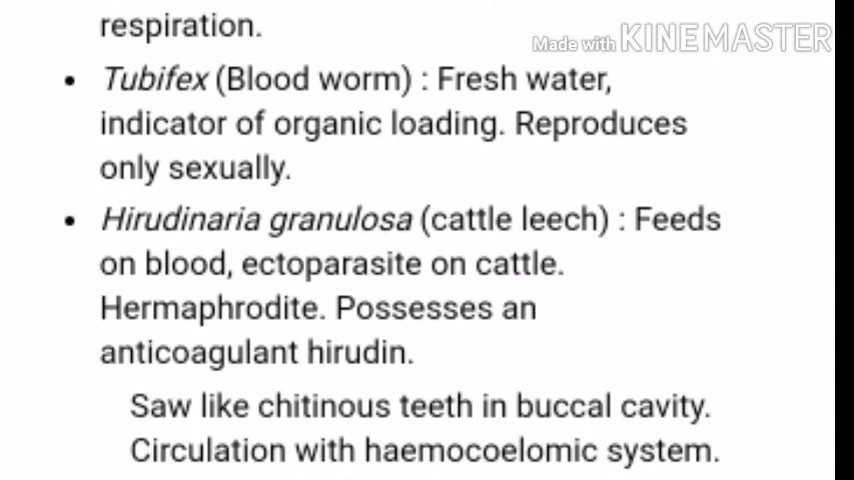 respiration.
Made with KINEMASTER
• Tubifex (Blood worm) : Fresh water,
indicator of organic loading. Reproduces
only sexually.
• Hirudinaria granulosa (cattle leech) : Feeds
on blood, ectoparasite on cattle.
Hermaphrodite. Possesses an
anticoagulant hirudin.
Saw like chitinous teeth in buccal cavity.
Circulation with haemocoelomic system.